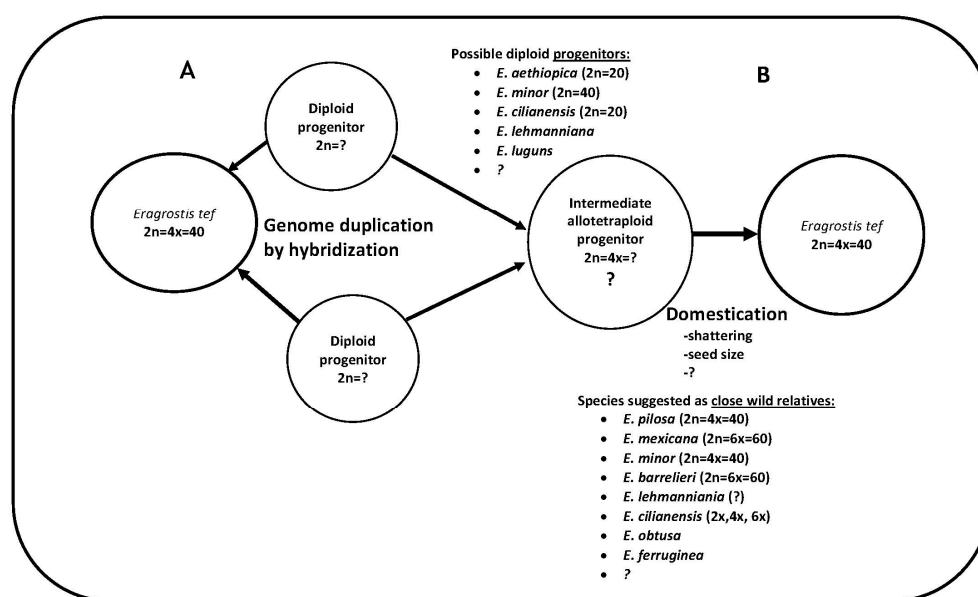 A
B
Diploid
progenitor
2n=?
Eragrostis tef
2n=4x=40
Genome duplication
by hybridization
Diploid
progenitor
2n=?
Possible diploid progenitors:
• E. aethiopica (2n=20)
• E. minor (2n=40)
• E. cilianensis (2n=20)
• E. lehmanniana
• E. luguns
• ?
Intermediate
allotetraploid
progenitor
2n=4x=?
?
Eragrostis tef
2n=4x=40
Domestication
-shattering
-seed size
-?
Species suggested as close wild relatives:
• E. pilosa (2n=4x=40)
• E. mexicana (2n=6x=60)
• E. minor (2n=4x=40)
• E. barrelieri (2n=6x=60)
• E. lehmanniania (?)
• E. cilianensis (2x,4x, 6x)
• E. obtusa
• E. ferruginea
• ?